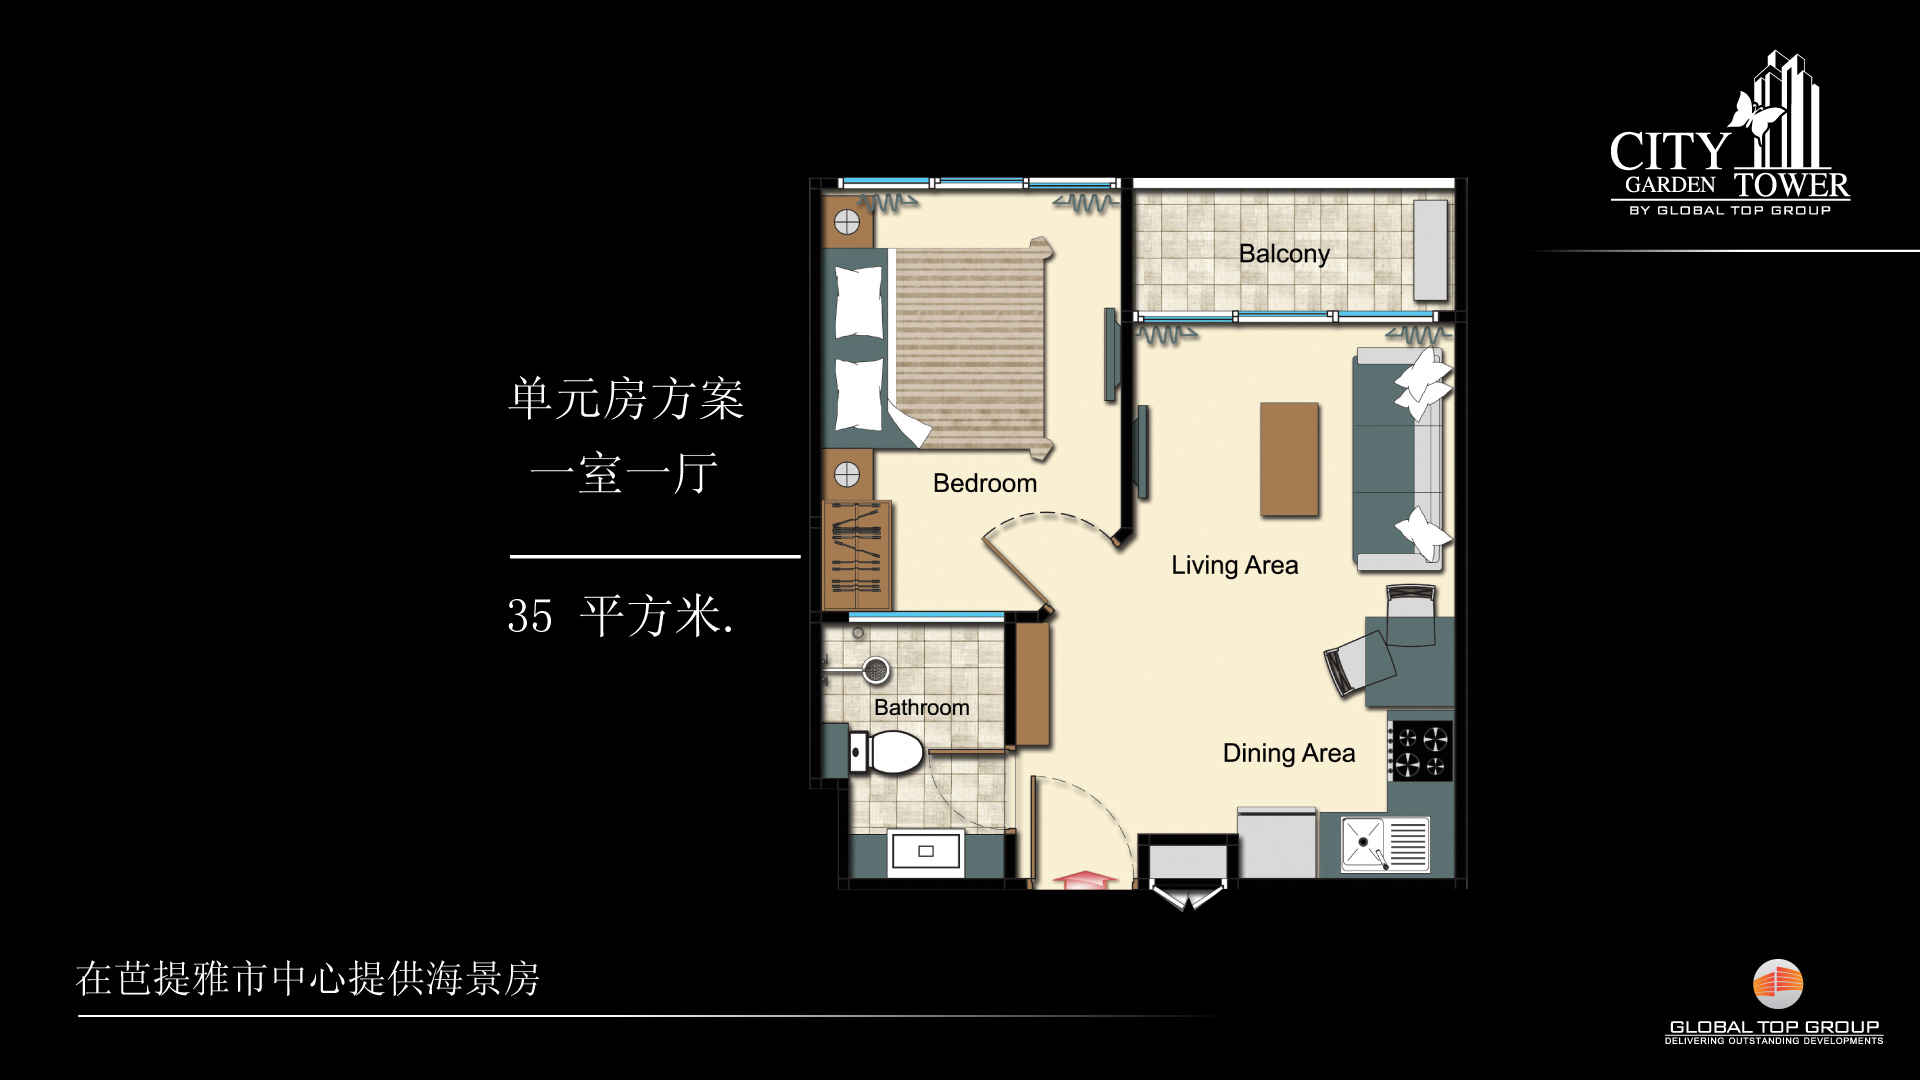 CITY
GARDEN TOWER
BY GLOBAL TOP GROUP
Balcony
单元房方案
一室一厅
Bedroom
Living Area
35 平方米.
Bathroom
Dining Area
在芭提雅市中心提供海景房
GLOBAL TOP GROUP
DELIVERING OUTSTANDING DEVELOPMENTS